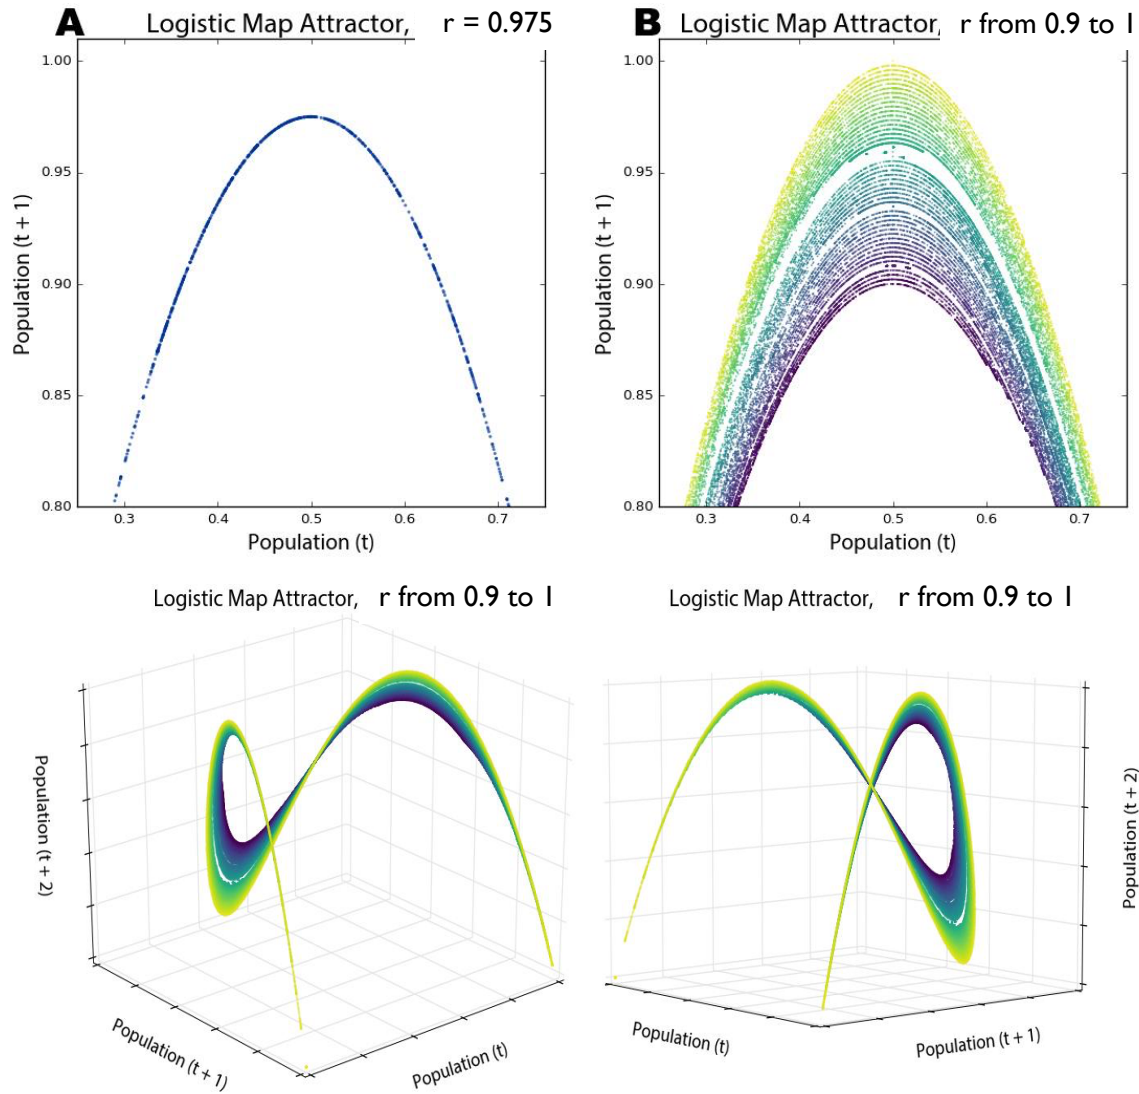 A Logistic Map Attractor, r = 0.975
1.00
0.95
0.90
0.85
0.80
Population (t + 1)
0.3 0.4 0.5 0.6 0.7
Population (t)
B Logistic Map Attractor, r from 0.9 to 1
1.00
0.95
0.90
0.85
0.80
Population (t + 1)
0.3 0.4 0.5 0.6 0.7
Population (t)
Logistic Map Attractor, r from 0.9 to 1
Population (t + 2)
Population (t + 1)
Population (t)
Logistic Map Attractor, r from 0.9 to 1
Population (t + 2)
Population (t)
Population (t + 1)